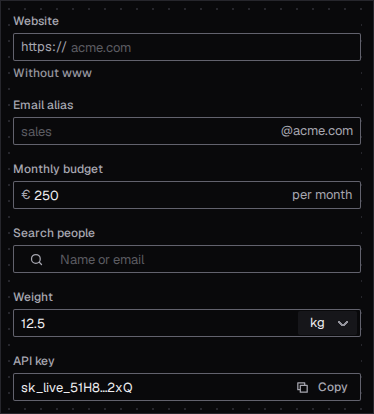 Website
https:// acme.com
Without www
Email alias
sales @acme.com
Monthly budget
€ 250 per month
Search people
Name or email
Weight
12.5 kg
API key
sk_live_51H8…2xQ Copy